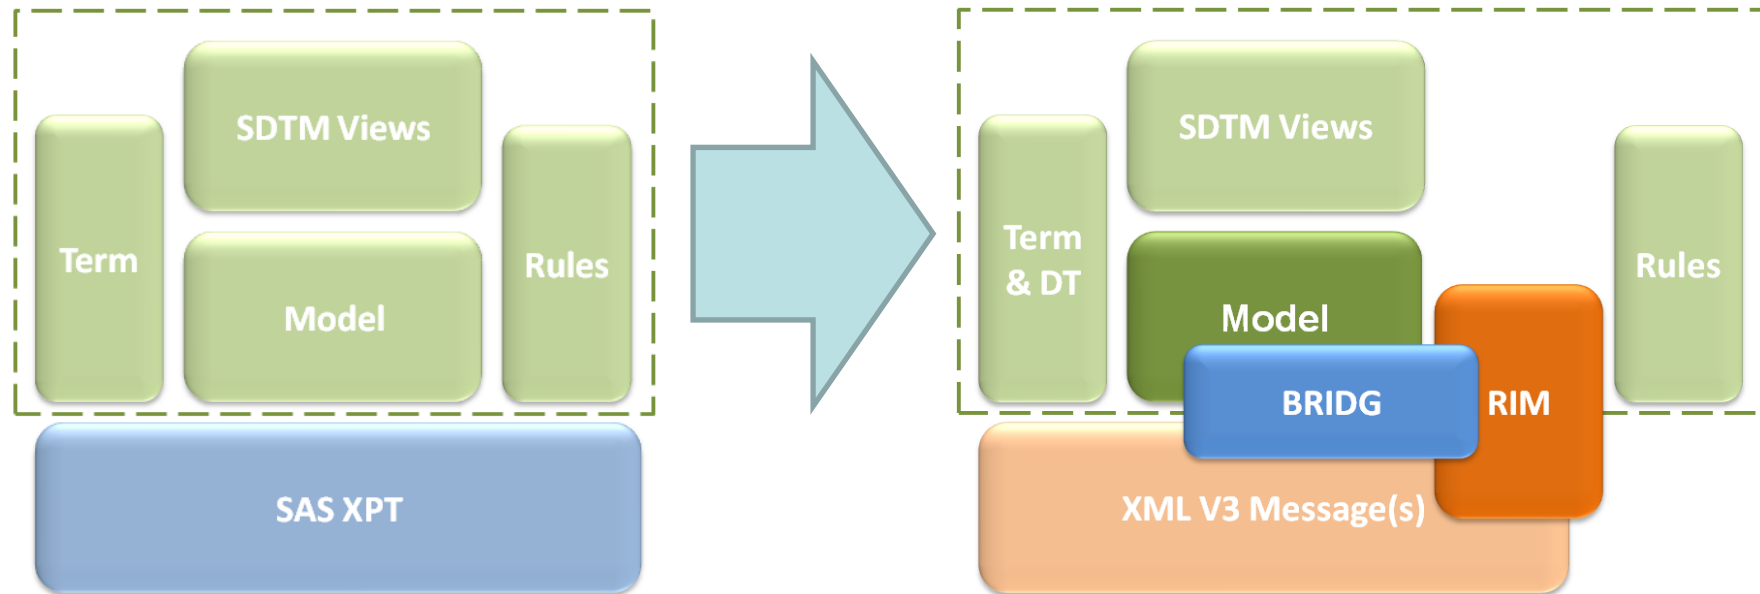 SDTM Views
Term
Rules
Model
SAS XPT
SDTM Views
Term
& DT
Rules
Model
BRIDG
RIM
XML V3 Message(s)